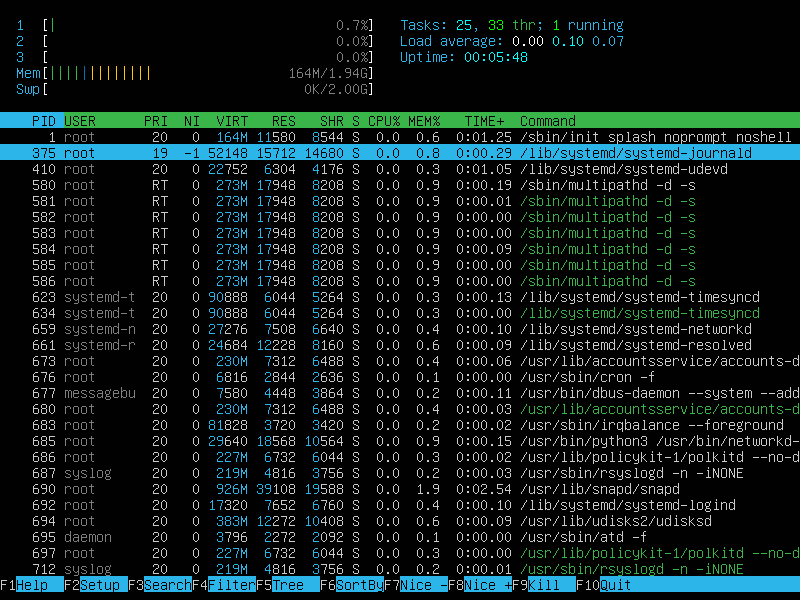 1 [| 0.7%] Tasks: 25, 33 thr; 1 running
2 [ 0.0%] Load average: 0.00 0.10 0.07
3 [ 0.0%] Uptime: 00:05:48
Mem[||||||||||||| 164M/1.94G]
Swp[ 0K/2.00G]
PID USER PRI NI VIRT RES SHR S CPU% MEM% TIME+ Command
1 root 20 0 164M 11580 8544 S 0.0 0.6 0:01.25 /sbin/init splash noprompt noshell
375 root 19 -1 52148 15712 14680 S 0.0 0.8 0:00.29 /lib/systemd/systemd-journald
410 root 20 0 22752 6304 4176 S 0.0 0.3 0:01.05 /lib/systemd/systemd-udevd
580 root RT 0 273M 17948 8208 S 0.0 0.9 0:00.19 /sbin/multipathd -d -s
581 root RT 0 273M 17948 8208 S 0.0 0.9 0:00.01 /sbin/multipathd -d -s
582 root RT 0 273M 17948 8208 S 0.0 0.9 0:00.00 /sbin/multipathd -d -s
583 root RT 0 273M 17948 8208 S 0.0 0.9 0:00.00 /sbin/multipathd -d -s
584 root RT 0 273M 17948 8208 S 0.0 0.9 0:00.09 /sbin/multipathd -d -s
585 root RT 0 273M 17948 8208 S 0.0 0.9 0:00.00 /sbin/multipathd -d -s
586 root RT 0 273M 17948 8208 S 0.0 0.9 0:00.00 /sbin/multipathd -d -s
623 systemd-t 20 0 90888 6044 5264 S 0.0 0.3 0:00.13 /lib/systemd/systemd-timesyncd
634 systemd-t 20 0 90888 6044 5264 S 0.0 0.3 0:00.00 /lib/systemd/systemd-timesyncd
659 systemd-n 20 0 27276 7508 6640 S 0.0 0.4 0:00.10 /lib/systemd/systemd-networkd
661 systemd-r 20 0 24684 12228 8160 S 0.0 0.6 0:00.09 /lib/systemd/systemd-resolved
673 root 20 0 230M 7312 6488 S 0.0 0.4 0:00.06 /usr/lib/accountsservice/accounts-d
676 root 20 0 6816 2844 2636 S 0.0 0.1 0:00.00 /usr/sbin/cron -f
677 messagebu 20 0 7580 4448 3864 S 0.0 0.2 0:00.11 /usr/bin/dbus-daemon --system --add
680 root 20 0 230M 7312 6488 S 0.0 0.4 0:00.03 /usr/lib/accountsservice/accounts-d
683 root 20 0 81828 3720 3420 S 0.0 0.2 0:00.03 /usr/sbin/irqbalance --foreground
685 root 20 0 29640 18568 10564 S 0.0 0.9 0:00.15 /usr/bin/python3 /usr/bin/networkd-
686 root 20 0 227M 6732 6044 S 0.0 0.3 0:00.02 /usr/lib/policykit-1/polkitd --no-d
687 syslog 20 0 219M 4816 3756 S 0.0 0.2 0:00.03 /usr/sbin/rsyslogd -n -iNONE
690 root 20 0 926M 39108 19588 S 0.0 1.9 0:02.54 /usr/lib/snapd/snapd
692 root 20 0 17320 7652 6760 S 0.0 0.4 0:00.10 /lib/systemd/systemd-logind
694 root 20 0 383M 12272 10408 S 0.0 0.6 0:00.09 /usr/lib/udisks2/udisksd
695 daemon 20 0 3796 2272 2092 S 0.0 0.1 0:00.00 /usr/sbin/atd -f
697 root 20 0 227M 6732 6044 S 0.0 0.3 0:00.00 /usr/lib/policykit-1/polkitd --no-d
712 syslog 20 0 219M 4816 3756 S 0.0 0.2 0:00.01 /usr/sbin/rsyslogd -n -iNONE
F1Help F2Setup F3SearchF4FilterF5Tree F6SortByF7Nice -F8Nice +F9Kill F10Quit